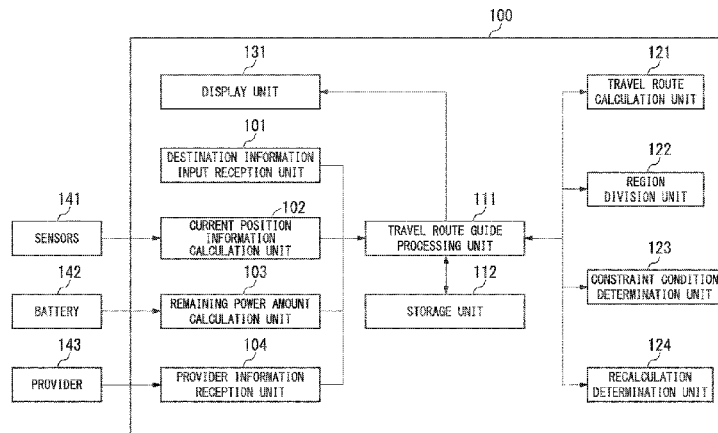 100
131
DISPLAY UNIT
121
TRAVEL ROUTE
CALCULATION UNIT
101
DESTINATION INFORMATION
INPUT RECEPTION UNIT
122
REGION
DIVISION UNIT
141
SENSORS
102
CURRENT POSITION
INFORMATION
CALCULATION UNIT
111
TRAVEL ROUTE GUIDE
PROCESSING UNIT
142
BATTERY
103
REMAINING POWER AMOUNT
CALCULATION UNIT
112
STORAGE UNIT
123
CONSTRAINT CONDITION
DETERMINATION UNIT
143
PROVIDER
104
PROVIDER INFORMATION
RECEPTION UNIT
124
RECALCULATION
DETERMINATION UNIT